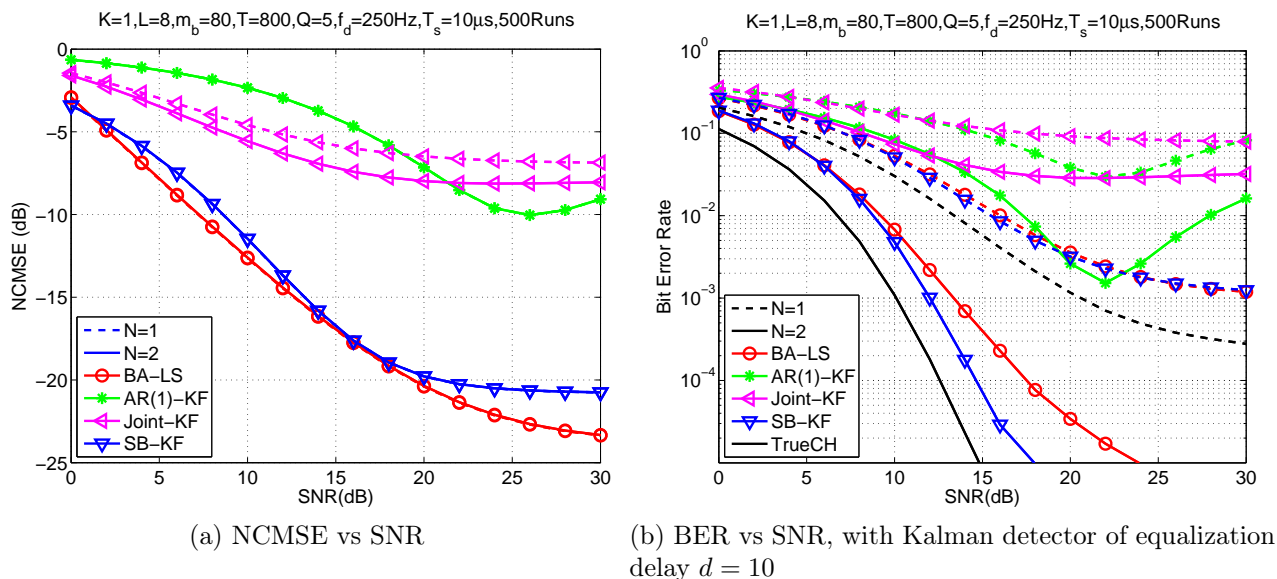 K=1,L=8,m_b=80,T=800,Q=5,f_d=250Hz,T_s=10μs,500Runs
0
−5
−10
−15
−20
−25
NCMSE (dB)
N=1
N=2
BA−LS
AR(1)−KF
Joint−KF
SB−KF
0 5 10 15 20 25 30
SNR(dB)
(a) NCMSE vs SNR
K=1,L=8,m_b=80,T=800,Q=5,f_d=250Hz,T_s=10μs,500Runs
10^0
10^−1
10^−2
10^−3
10^−4
Bit Error Rate
N=1
N=2
BA−LS
AR(1)−KF
Joint−KF
SB−KF
TrueCH
0 5 10 15 20 25 30
SNR(dB)
(b) BER vs SNR, with Kalman detector of equalization
delay d = 10